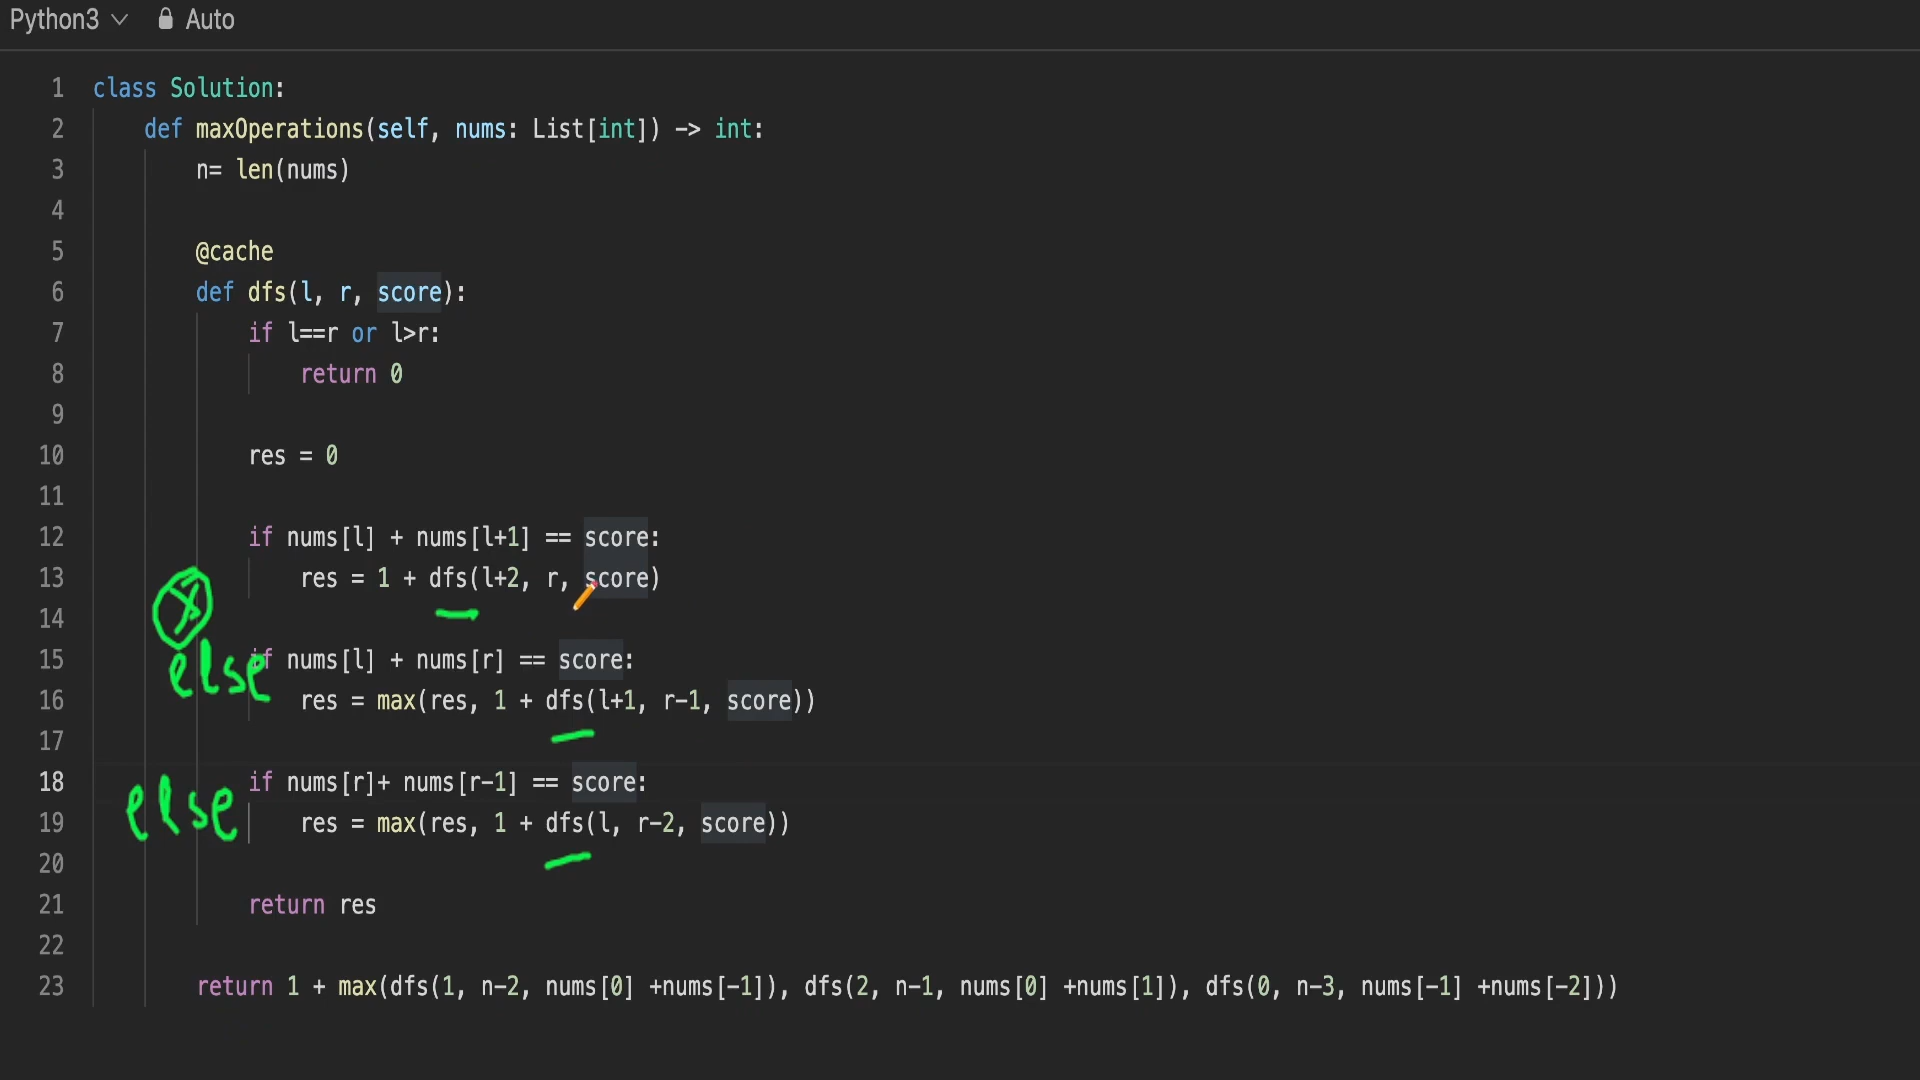 Python3 Auto
1 class Solution:
2 def maxOperations(self, nums: List[int]) -> int:
3 n= len(nums)
4
5 @cache
6 def dfs(l, r, score):
7 if l==r or l>r:
8 return 0
9
10 res = 0
11
12 if nums[l] + nums[l+1] == score:
13 res = 1 + dfs(l+2, r, score)
14
15 if nums[l] + nums[r] == score:
else
16 res = max(res, 1 + dfs(l+1, r-1, score))
17
18 if nums[r]+ nums[r-1] == score:
else
19 res = max(res, 1 + dfs(l, r-2, score))
20
21 return res
22
23 return 1 + max(dfs(1, n-2, nums[0] +nums[-1]), dfs(2, n-1, nums[0] +nums[1]), dfs(0, n-3, nums[-1] +nums[-2]))